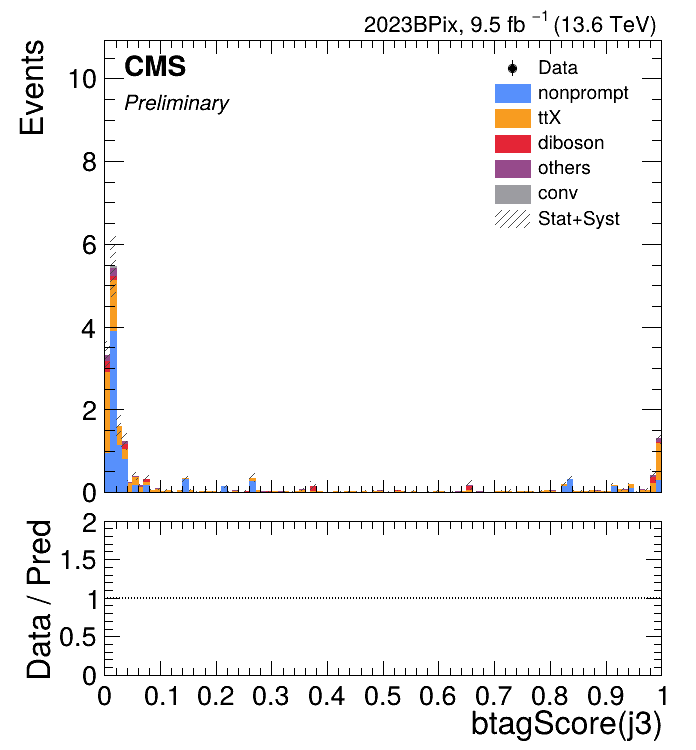 2023BPix, 9.5 fb⁻¹ (13.6 TeV)
CMS
Preliminary
Events
10
8
6
4
2
0
Data
nonprompt
ttX
diboson
others
conv
Stat+Syst
Data / Pred
2
1.5
1
0.5
0
0 0.1 0.2 0.3 0.4 0.5 0.6 0.7 0.8 0.9 1
btagScore(j3)